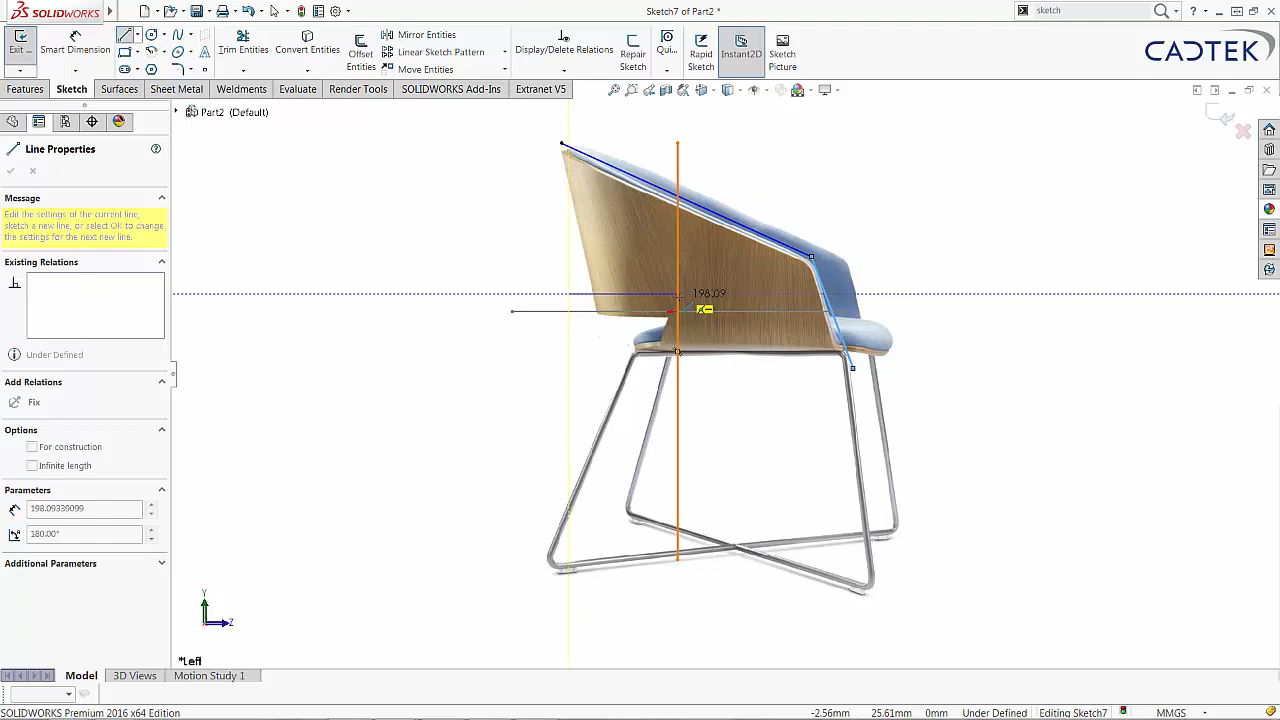 SOLIDWORKS
Sketch7 of Part2 *
sketch
Exit ...
Smart Dimension
Trim Entities
Convert Entities
Offset
Entities
Mirror Entities
Linear Sketch Pattern
Move Entities
Display/Delete Relations
Repair
Sketch
Qui...
Rapid
Sketch
Instant2D
Sketch
Picture
CADTEK
Features
Sketch
Surfaces
Sheet Metal
Weldments
Evaluate
Render Tools
SOLIDWORKS Add-Ins
Extranet V5
Part2 (Default)
Line Properties
Message
Edit the settings of the current line,
sketch a new line, or select OK to change
the settings for the next new line.
Existing Relations
Under Defined
Add Relations
Fix
Options
For construction
Infinite length
Parameters
198.09339099
180.00°
Additional Parameters
198.09
Y
Z
*Left
Model
3D Views
Motion Study 1
SOLIDWORKS Premium 2016 x64 Edition
-2.56mm
25.61mm
0mm
Under Defined
Editing Sketch7
MMGS